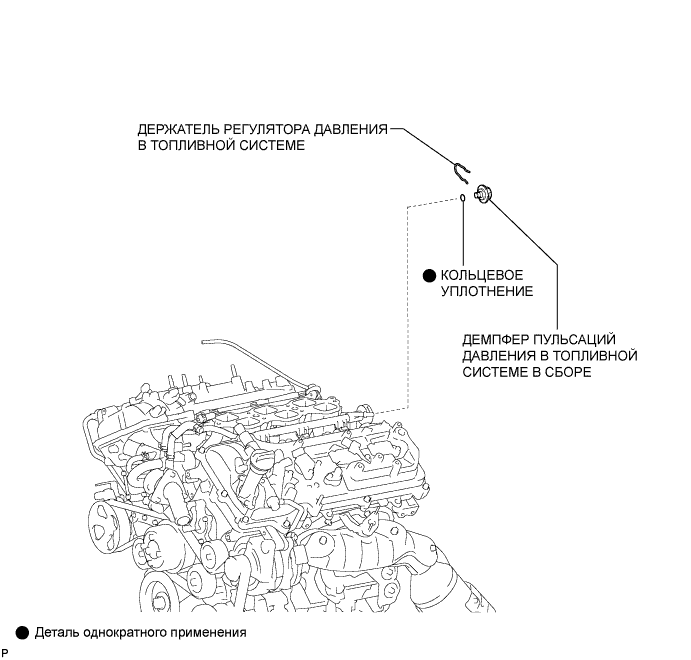 ДЕРЖАТЕЛЬ РЕГУЛЯТОРА ДАВЛЕНИЯ
В ТОПЛИВНОЙ СИСТЕМЕ
КОЛЬЦЕВОЕ
УПЛОТНЕНИЕ
ДЕМПФЕР ПУЛЬСАЦИЙ
ДАВЛЕНИЯ В ТОПЛИВНОЙ
СИСТЕМЕ В СБОРЕ
Деталь однократного применения
P